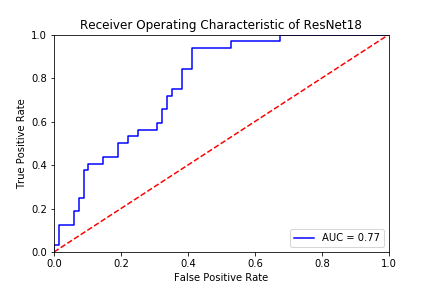 Receiver Operating Characteristic of ResNet18
True Positive Rate
1.0
0.8
0.6
0.4
0.2
0.0
0.0 0.2 0.4 0.6 0.8 1.0
False Positive Rate
AUC = 0.77